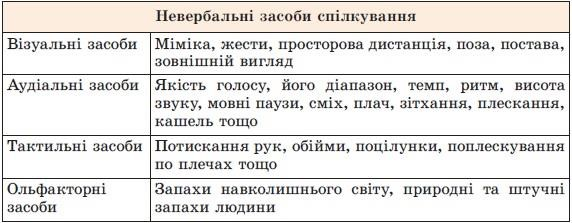 Невербальні засоби спілкування
Візуальні засоби
Міміка, жести, просторова дистанція, поза, постава,
зовнішній вигляд
Аудіальні засоби
Якість голосу, його діапазон, темп, ритм, висота
звуку, мовні паузи, сміх, плач, зітхання, плескання,
кашель тощо
Тактильні засоби
Потискання рук, обійми, поцілунки, поплескування
по плечах тощо
Ольфакторні
засоби
Запахи навколишнього світу, природні та штучні
запахи людини